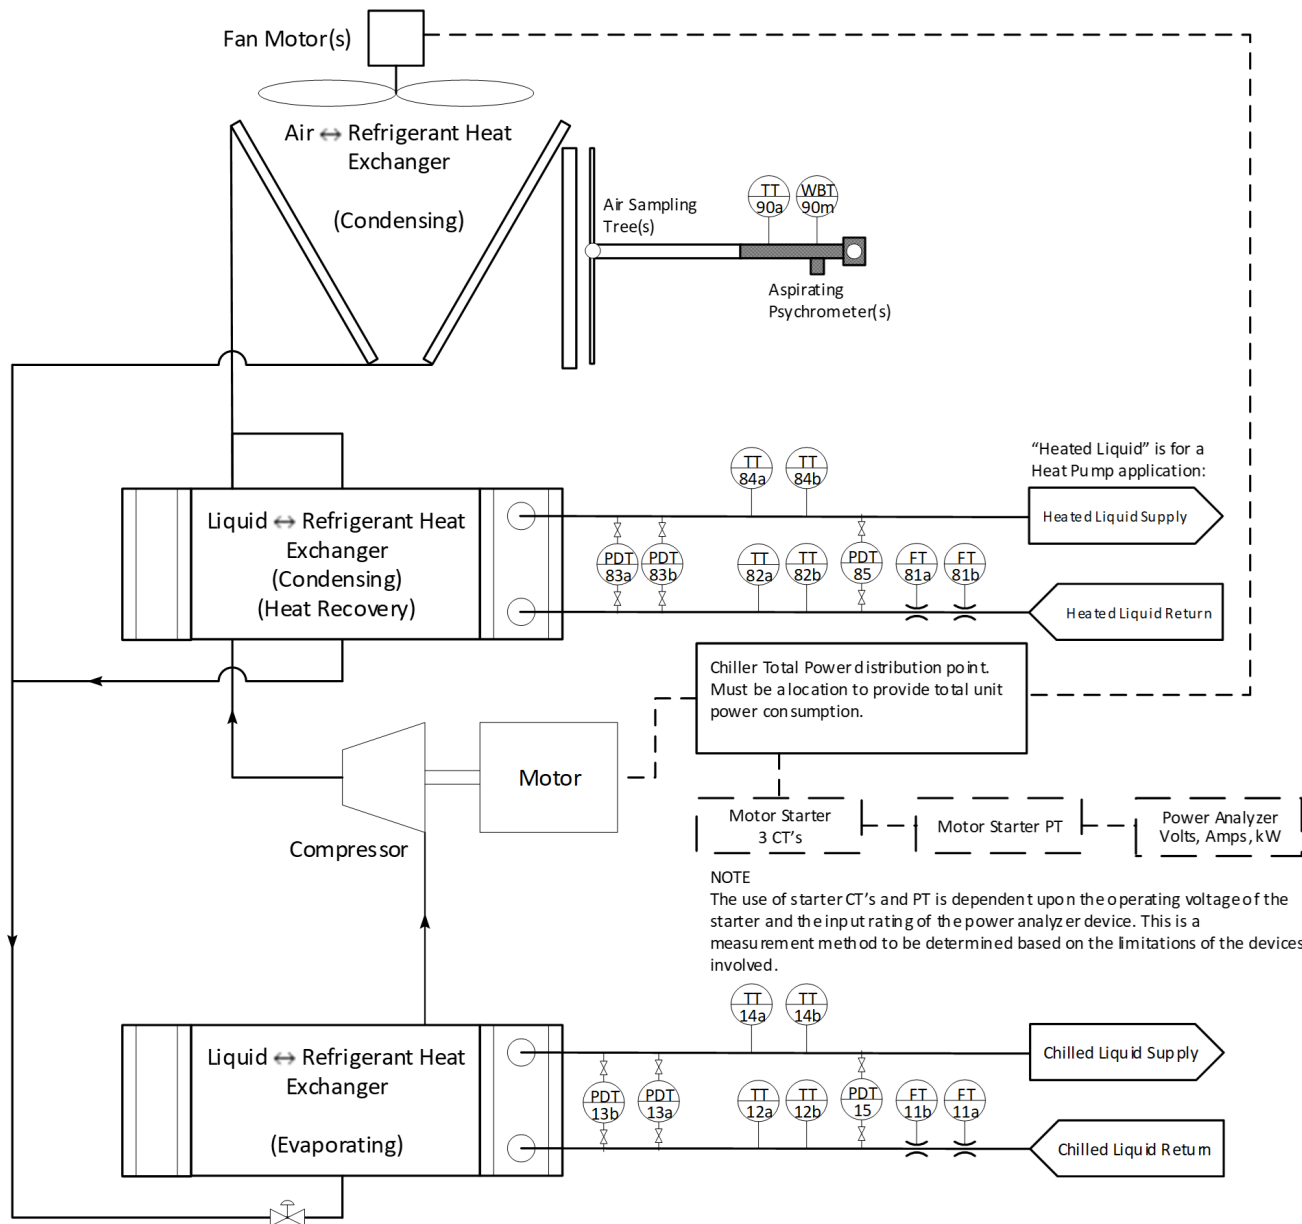 Fan Motor(s)
Air ↔ Refrigerant Heat
Exchanger
(Condensing)
Air Sampling
Tree(s)
TT
90a
WBT
90m
Aspirating
Psychrometer(s)
"Heated Liquid" is for a
Heat Pump application:
TT
84a
TT
84b
Heated Liquid Supply
Liquid ↔ Refrigerant Heat
Exchanger
(Condensing)
(Heat Recovery)
PDT
83a
PDT
83b
TT
82a
TT
82b
PDT
85
FT
81a
FT
81b
Heated Liquid Return
Chiller Total Power distribution point.
Must be a location to provide total unit
power consumption.
Motor
Compressor
Motor Starter
3 CT's
Motor Starter PT
Power Analyzer
Volts, Amps, kW
NOTE
The use of starter CT's and PT is dependent upon the operating voltage of the
starter and the input rating of the power analyzer device. This is a
measurement method to be determined based on the limitations of the devices
involved.
TT
14a
TT
14b
Chilled Liquid Supply
Liquid ↔ Refrigerant Heat
Exchanger
(Evaporating)
PDT
13b
PDT
13a
TT
12a
TT
12b
PDT
15
FT
11b
FT
11a
Chilled Liquid Return